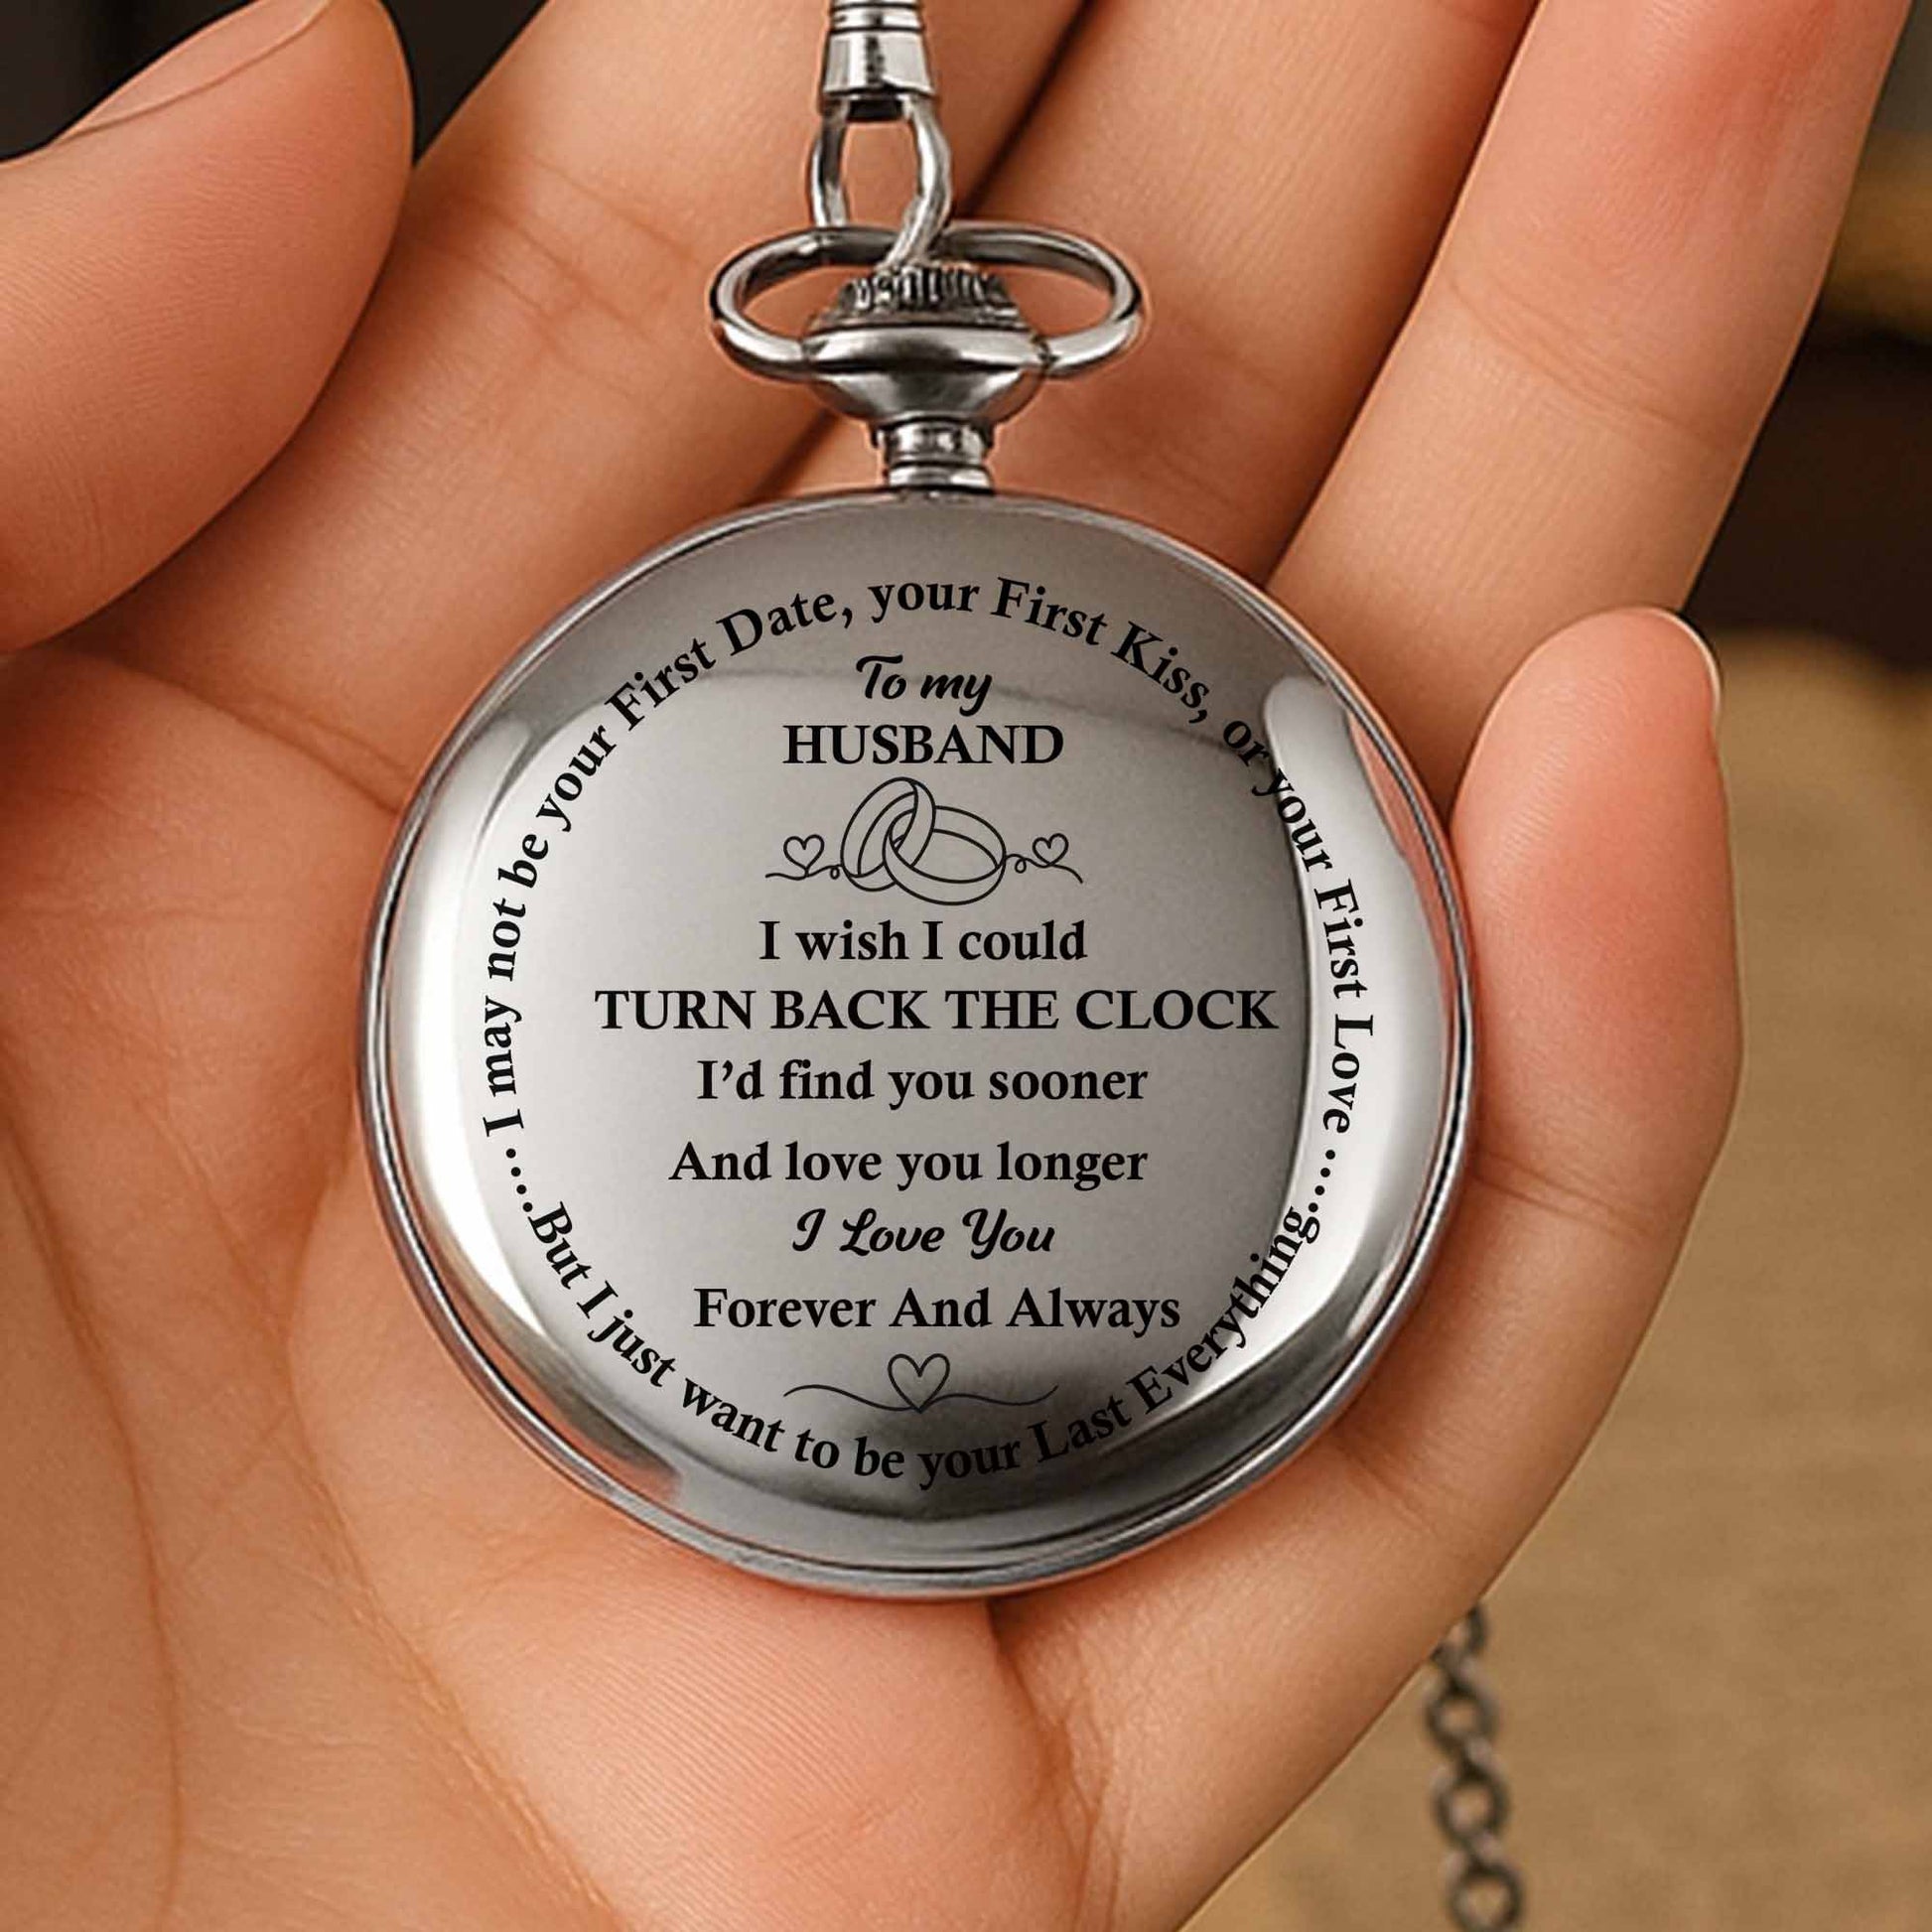 I may not be your First Date, your First Kiss, or your First Love ....
To my
HUSBAND
I wish I could
TURN BACK THE CLOCK
I’d find you sooner
And love you longer
I Love You
Forever And Always
....But I just want to be your Last Everything....